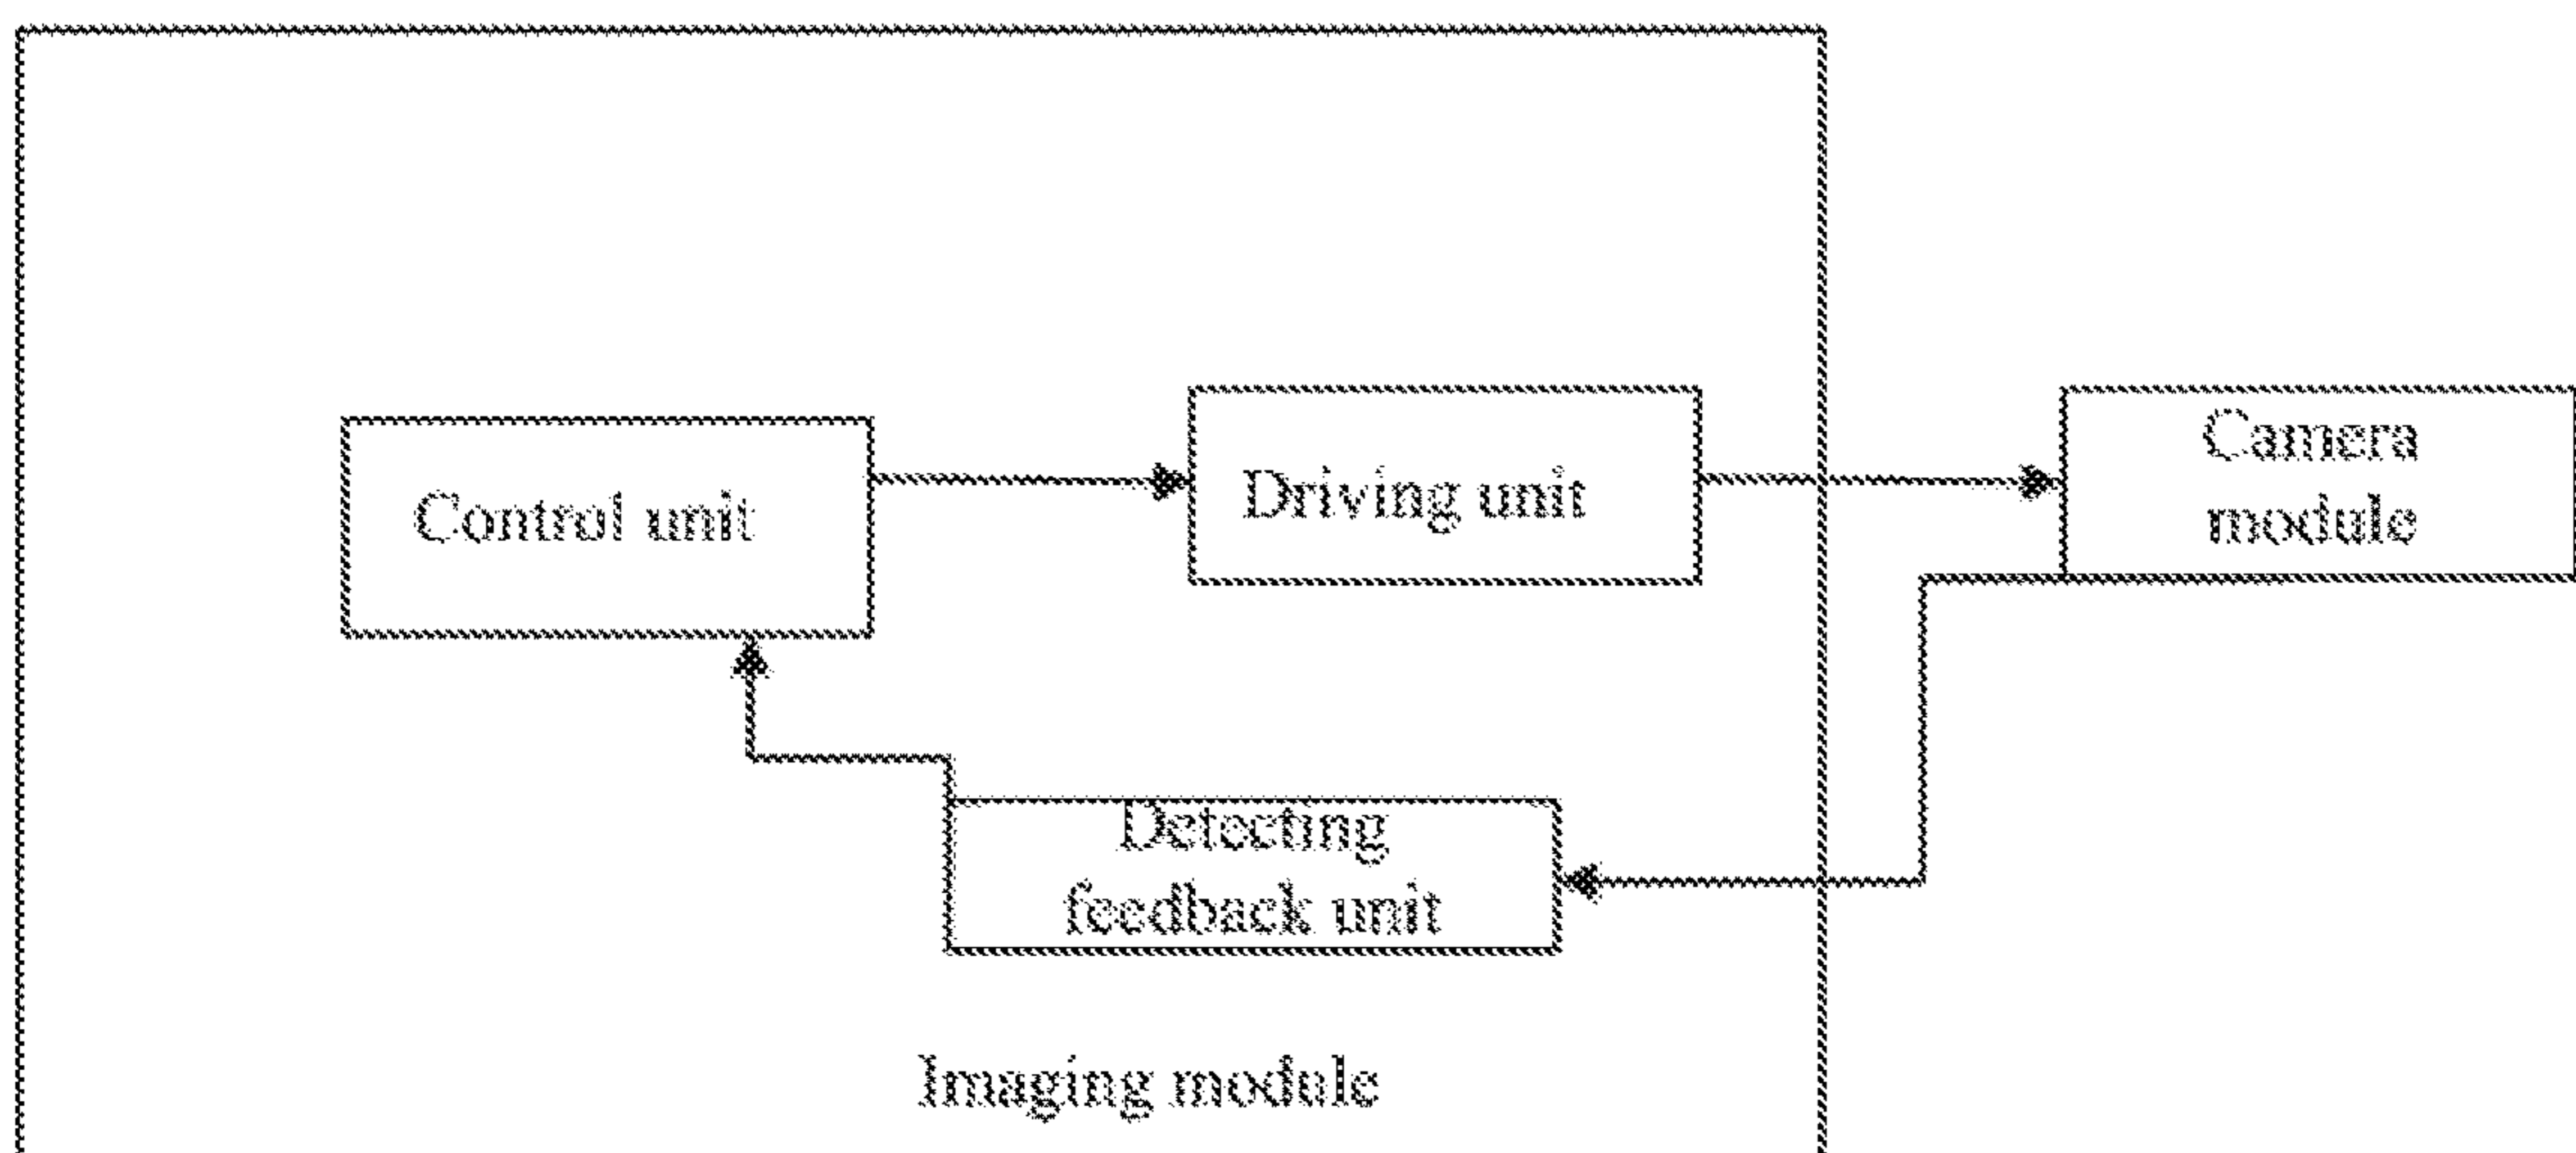 Control unit
Driving unit
Camera
module
Detecting
feedback unit
Imaging module